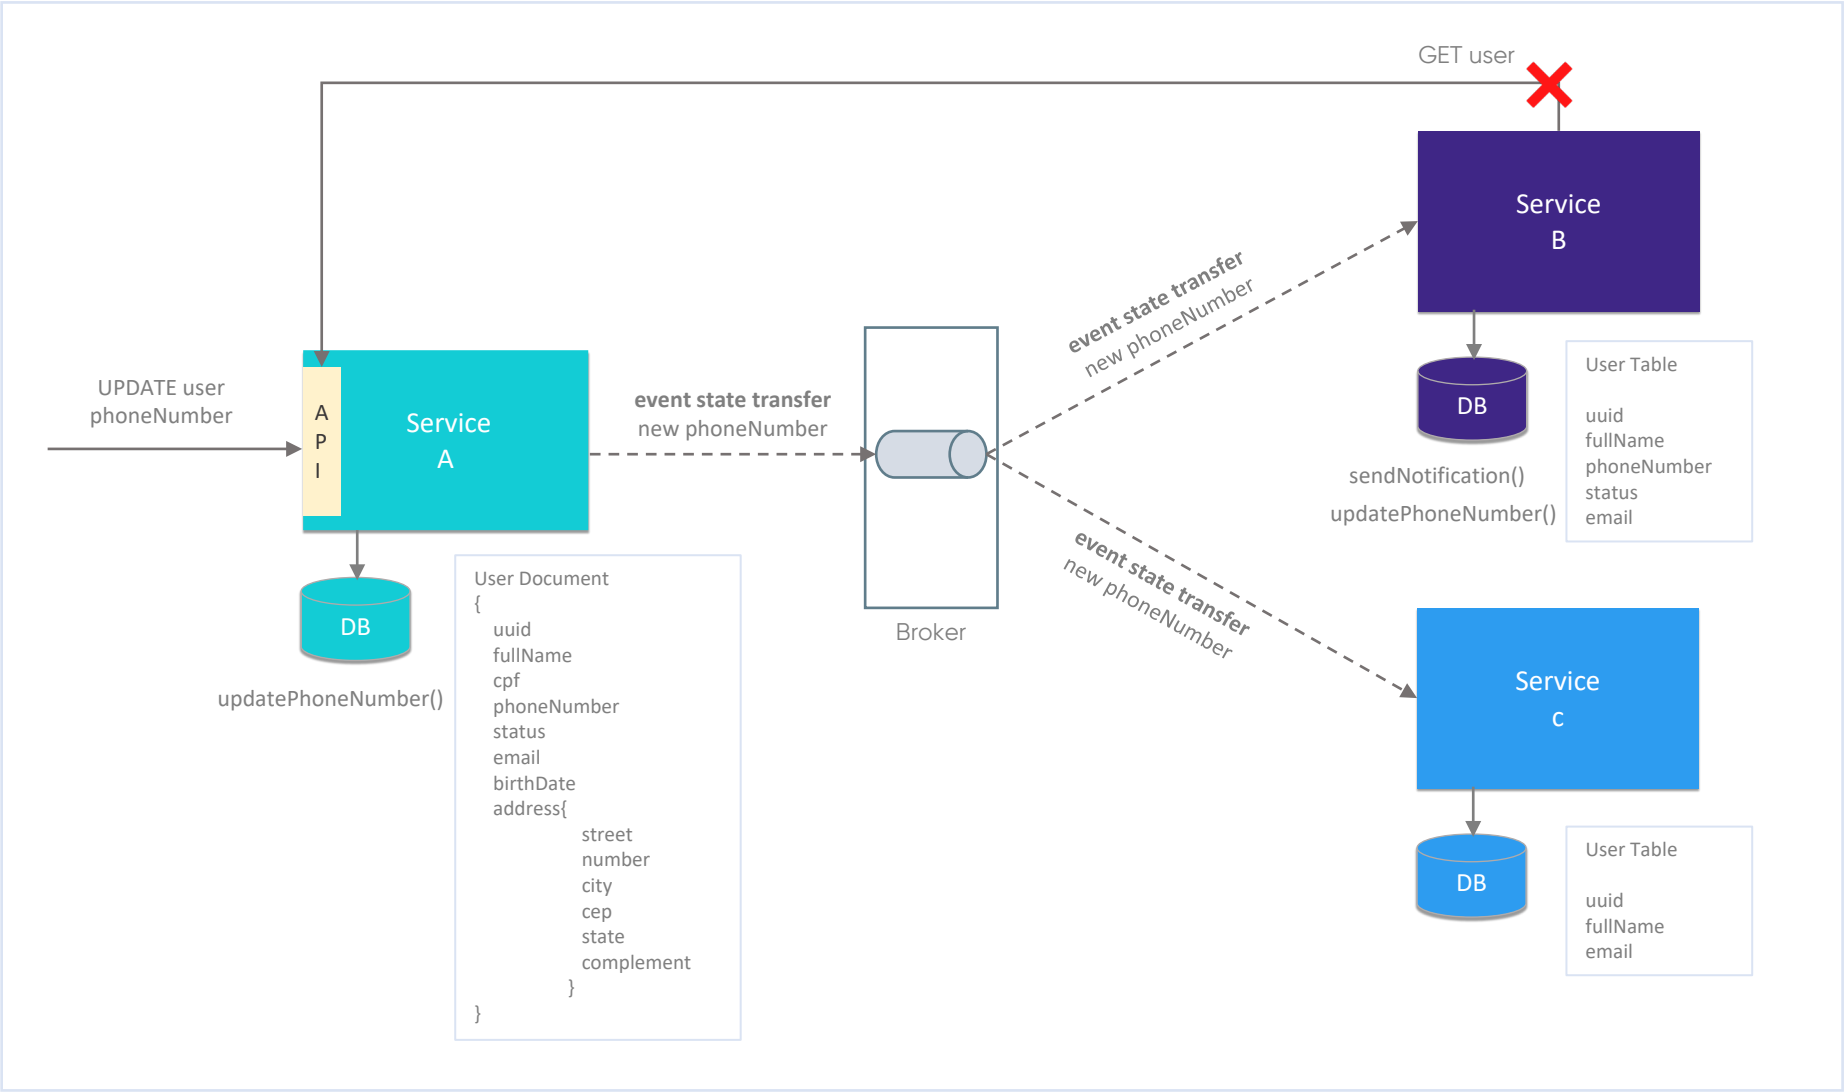 GET user
Service
B
event state transfer
new phoneNumber
UPDATE user
phoneNumber
A
P
I
Service
A
event state transfer
new phoneNumber
DB
User Table
uuid
fullName
phoneNumber
status
email
sendNotification()
updatePhoneNumber()
event state transfer
new phoneNumber
Broker
DB
updatePhoneNumber()
User Document
{
uuid
fullName
cpf
phoneNumber
status
email
birthDate
address{
street
number
city
cep
state
complement
}
}
Service
c
DB
User Table
uuid
fullName
email